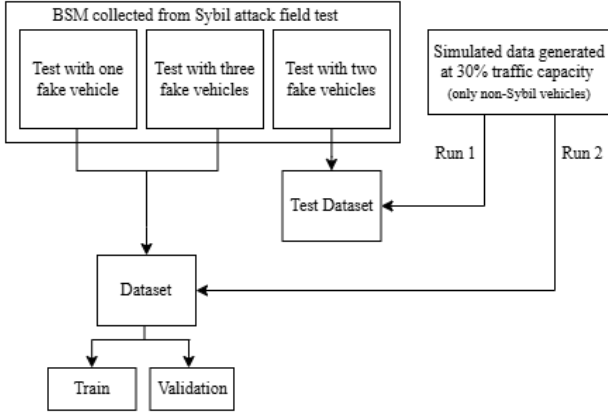 BSM collected from Sybil attack field test
Test with one
fake vehicle
Test with three
fake vehicles
Test with two
fake vehicles
Simulated data generated
at 30% traffic capacity
(only non-Sybil vehicles)
Run 1
Run 2
Test Dataset
Dataset
Train
Validation